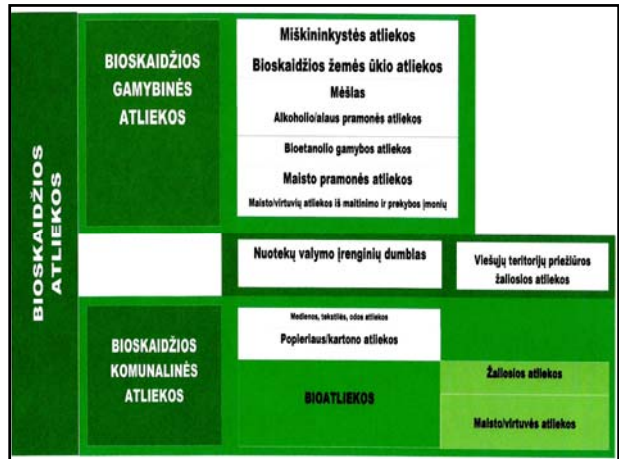 BIOSKAIDŽIOS
ATLIEKOS
BIOSKAIDŽIOS
GAMYBINĖS
ATLIEKOS
Miškininkystės atliekos
Bioskaidžios žemės ūkio atliekos
Mėšlas
Alkoholio/alaus pramonės atliekos
Bioetanolio gamybos atliekos
Maisto pramonės atliekos
Maisto/virtuvių atliekos iš maitinimo ir prekybos įmonių
Nuotekų valymo įrenginių dumblas
Viešųjų teritorijų priežiūros
žaliosios atliekos
BIOSKAIDŽIOS
KOMUNALINĖS
ATLIEKOS
Medienos, tekstilės, odos atliekos
Popieriaus/kartono atliekos
BIOATLIEKOS
Žaliosios atliekos
Maisto/virtuvės atliekos